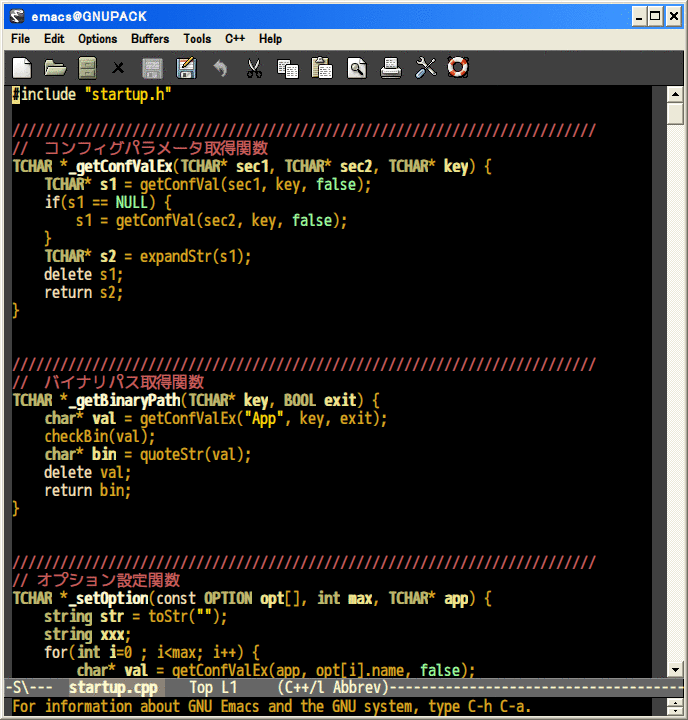 emacs@GNUPACK
File Edit Options Buffers Tools C++ Help
#include "startup.h"
/////////////////////////////////////////////////////////////////////////
//  コンフィグパラメータ取得関数
TCHAR *_getConfValEx(TCHAR* sec1, TCHAR* sec2, TCHAR* key) {
    TCHAR* s1 = getConfVal(sec1, key, false);
    if(s1 == NULL) {
        s1 = getConfVal(sec2, key, false);
    }
    TCHAR* s2 = expandStr(s1);
    delete s1;
    return s2;
}
/////////////////////////////////////////////////////////////////////////
//  バイナリパス取得関数
TCHAR *_getBinaryPath(TCHAR* key, BOOL exit) {
    char* val = getConfValEx("App", key, exit);
    checkBin(val);
    char* bin = quoteStr(val);
    delete val;
    return bin;
}
/////////////////////////////////////////////////////////////////////////
// オプション設定関数
TCHAR *_setOption(const OPTION opt[], int max, TCHAR* app) {
    string str = toStr("");
    string xxx;
    for(int i=0 ; i<max; i++) {
        char* val = getConfValEx(app, opt[i].name, false);
-S\---  startup.cpp    Top L1     (C++/l Abbrev)-------------------------------------
For information about GNU Emacs and the GNU system, type C-h C-a.